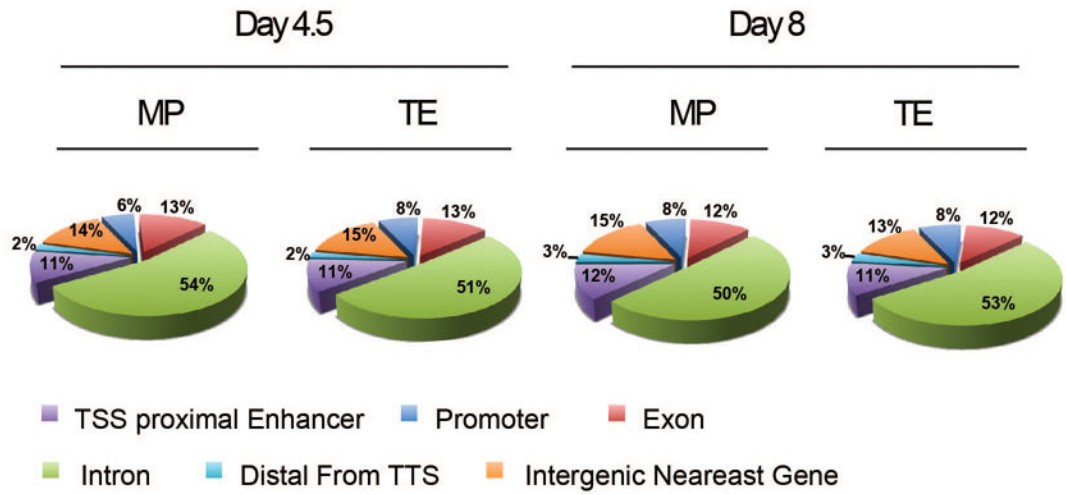 Day 4.5 Day 8
MP TE MP TE
6% 13% 8% 13% 8% 12% 8% 12%
14% 15% 15% 13%
2% 2% 3% 3%
11% 11% 12% 11%
54% 51% 50% 53%
TSS proximal Enhancer Promoter Exon
Intron Distal From TTS Intergenic Neareast Gene